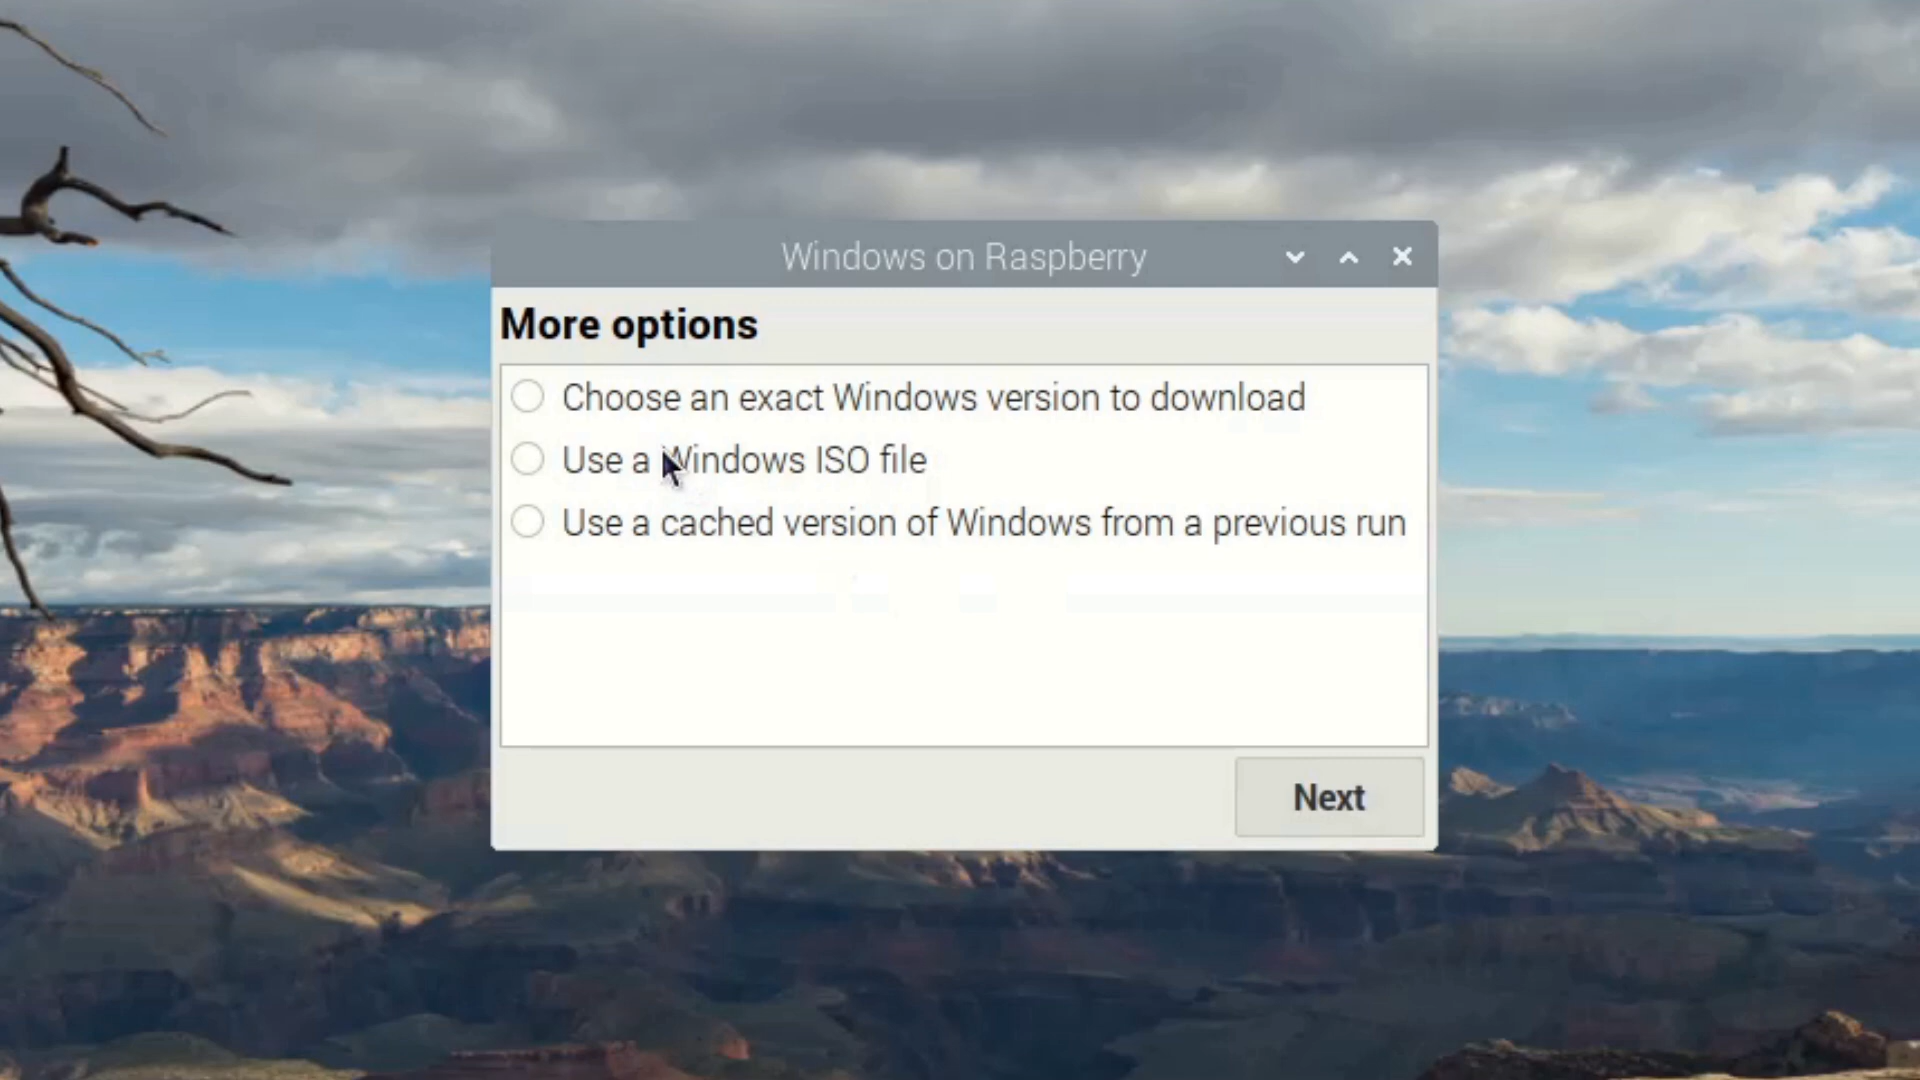 Windows on Raspberry
More options
Choose an exact Windows version to download
Use a Windows ISO file
Use a cached version of Windows from a previous run
Next